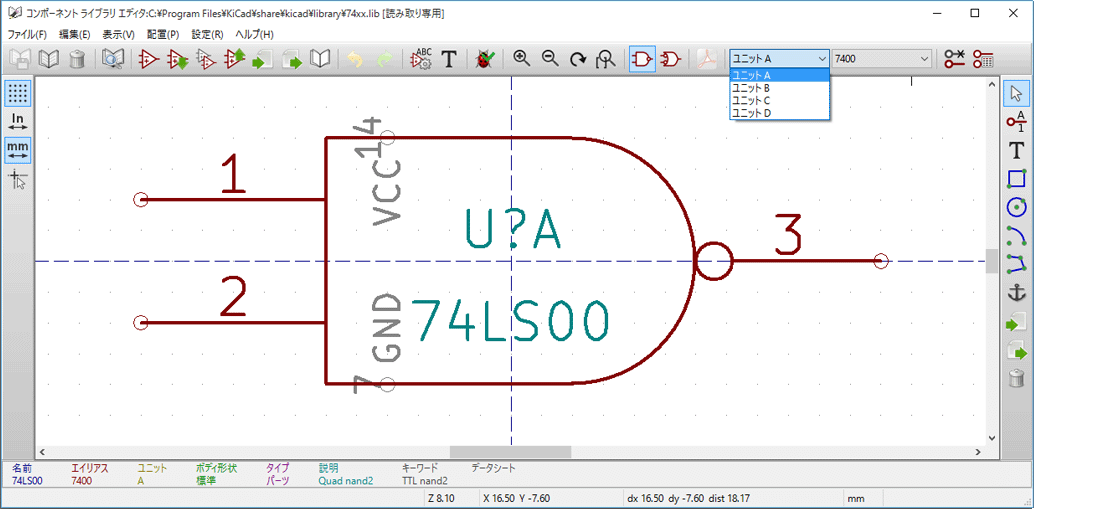 コンポーネント ライブラリ エディタ:C:¥Program Files¥KiCad¥share¥kicad¥library¥74xx.lib [読み取り専用]
ファイル(F) 編集(E) 表示(V) 配置(P) 設定(R) ヘルプ(H)
ABC T ユニット A 7400
ユニット A
ユニット B
ユニット C
ユニット D
In
mm
A
1
T
14
VCC
1
U?A
3
2
GND
74LS00
7
名前 エイリアス ユニット ボディ形状 タイプ 説明 キーワード データシート
74LS00 7400 A 標準 パーツ Quad nand2 TTL nand2
Z 8.10 X 16.50 Y -7.60 dx 16.50 dy -7.60 dist 18.17 mm